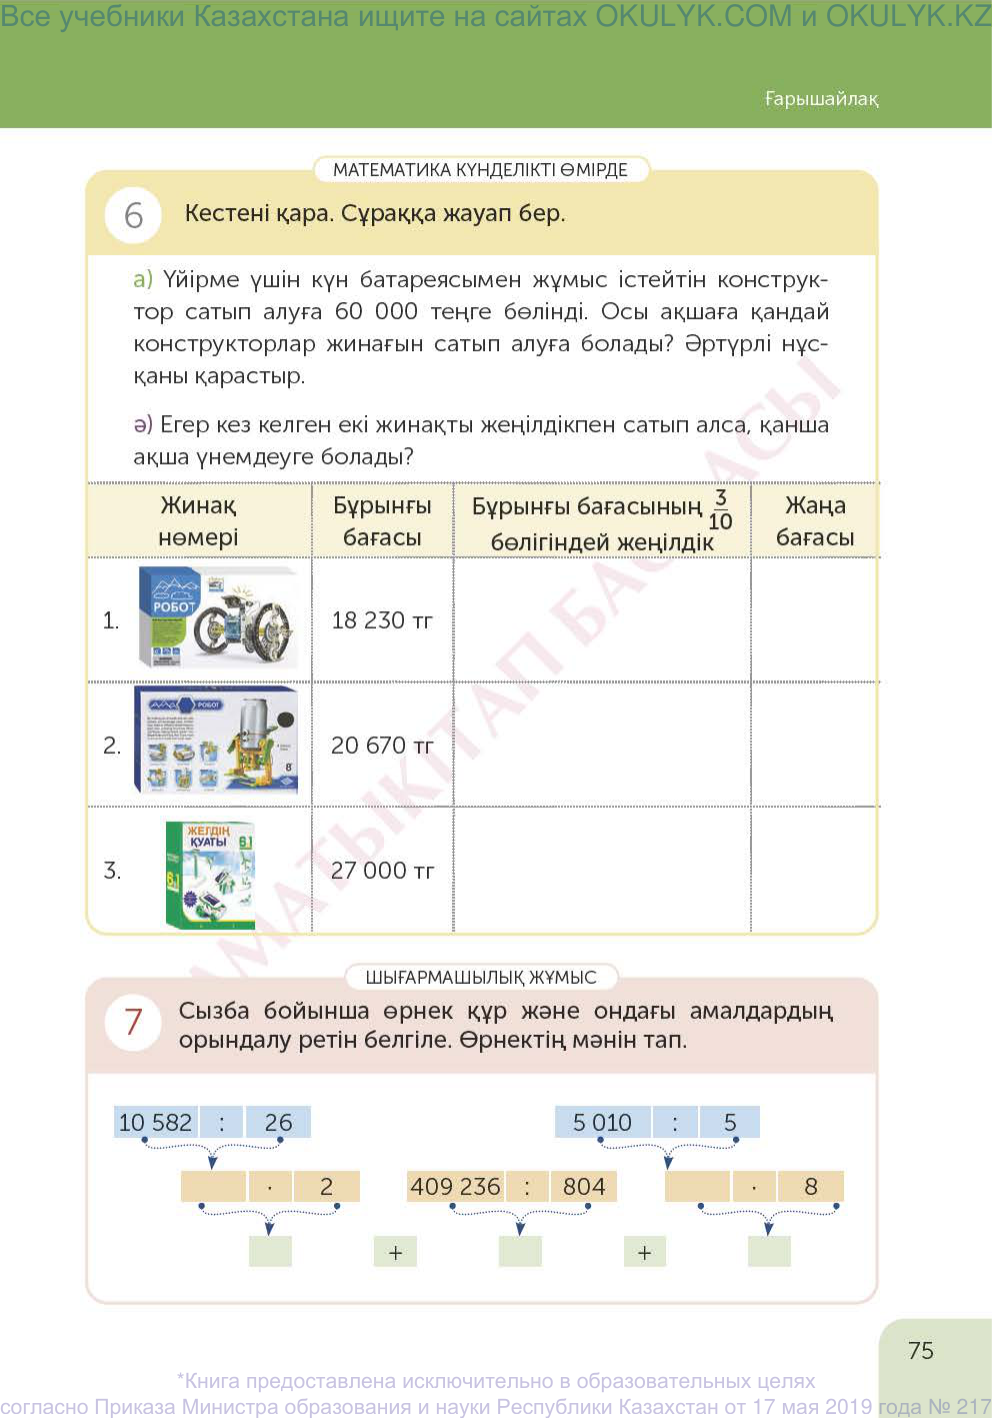 Все учебники Казахстана ищите на сайтах OKULYK.COM и OKULYK.KZ
Ғарышайлақ
МАТЕМАТИКА КҮНДЕЛІКТІ ӨМІРДЕ
6 Кестені қара. Сұраққа жауап бер.
а) Үйірме үшін күн батареясымен жұмыс істейтін конструк-
тор сатып алуға 60 000 теңге бөлінді. Осы ақшаға қандай
конструкторлар жинағын сатып алуға болады? Әртүрлі нұс-
қаны қарастыр.
ә) Егер кез келген екі жинақты жеңілдікпен сатып алса, қанша
ақша үнемдеуге болады?
Жинақ нөмері
Бұрынғы бағасы
Бұрынғы бағасының 3/10 бөлігіндей жеңілдік
Жаңа бағасы
1. РОБОТ 18 230 тг
2. РОБОТ 20 670 тг
3. ЖЕЛДІҢ ҚУАТЫ 6в1 27 000 тг
АМАТЫКІТАП БАСПАСЫ
ШЫҒАРМАШЫЛЫҚ ЖҰМЫС
7 Сызба бойынша өрнек құр және ондағы амалдардың
орындалу ретін белгіле. Өрнектің мәнін тап.
10 582 : 26 5 010 : 5
· 2 409 236 : 804 · 8
+ +
75
*Книга предоставлена исключительно в образовательных целях
согласно Приказа Министра образования и науки Республики Казахстан от 17 мая 2019 года № 217